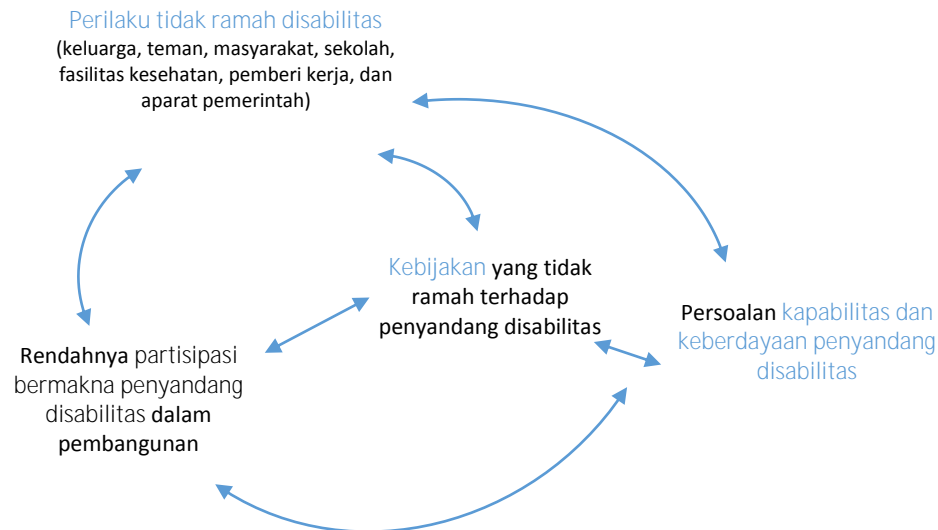 Perilaku tidak ramah disabilitas
(keluarga, teman, masyarakat, sekolah,
fasilitas kesehatan, pemberi kerja, dan
aparat pemerintah)
Kebijakan yang tidak
ramah terhadap
penyandang disabilitas
Persoalan kapabilitas dan
keberdayaan penyandang
disabilitas
Rendahnya partisipasi
bermakna penyandang
disabilitas dalam
pembangunan